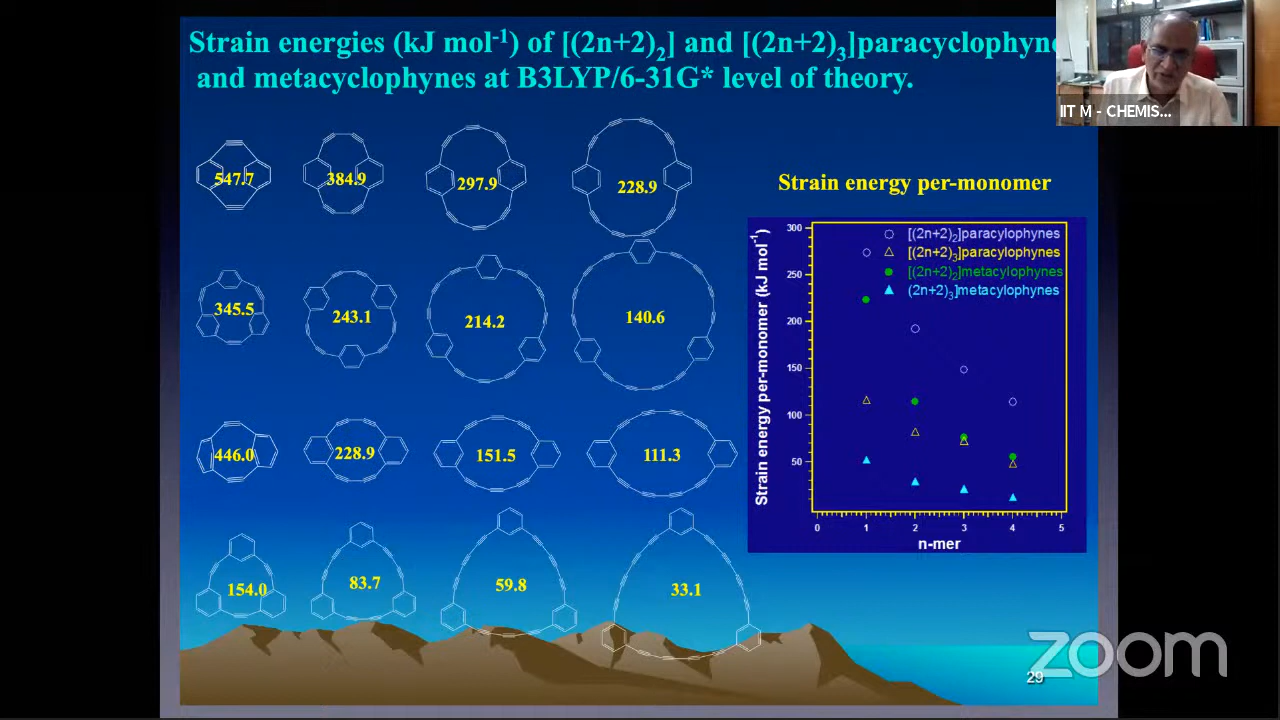 Strain energies (kJ mol-1) of [(2n+2)2] and [(2n+2)3]paracyclophyne
and metacyclophynes at B3LYP/6-31G* level of theory.
IIT M - CHEMIS...
547.7
384.9
297.9
228.9
345.5
243.1
214.2
140.6
446.0
228.9
151.5
111.3
154.0
83.7
59.8
33.1
Strain energy per-monomer
Strain energy per-monomer (kJ mol-1)
300
250
200
150
100
50
[(2n+2)2]paracylophynes
[(2n+2)3]paracylophynes
[(2n+2)2]metacylophynes
(2n+2)3]metacylophynes
0 1 2 3 4 5
n-mer
zoom
29